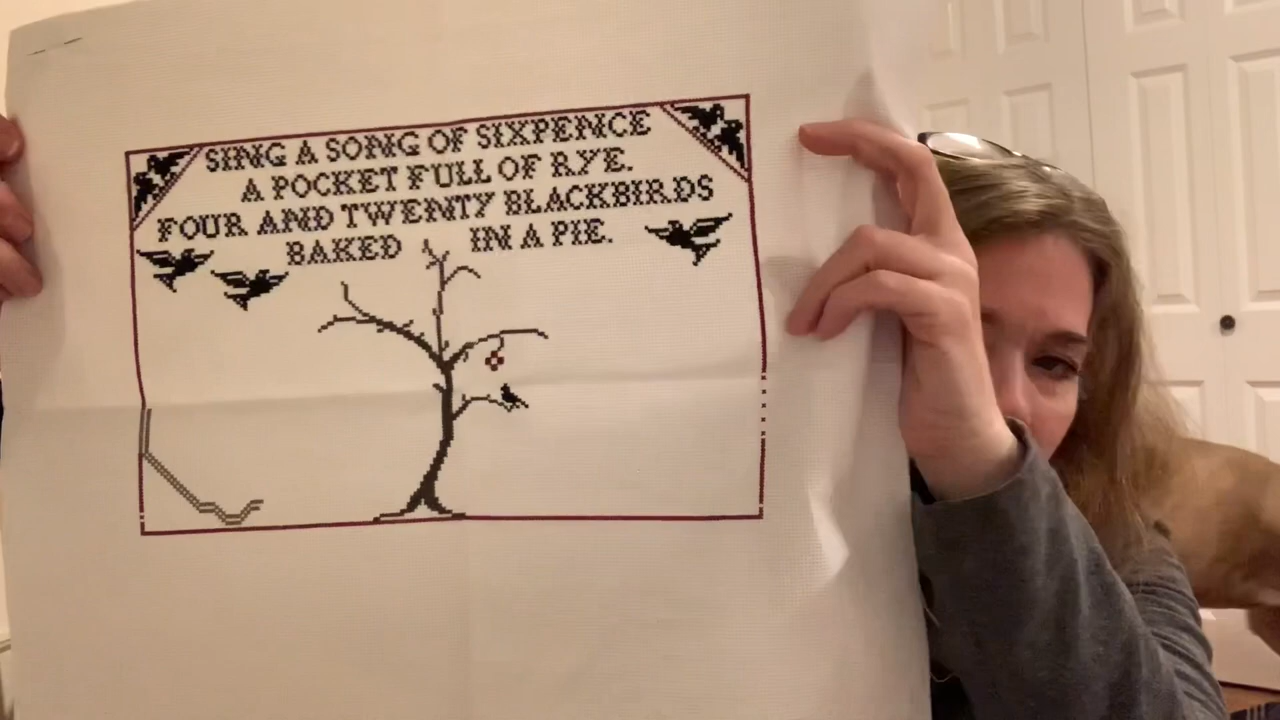 SING A SONG OF SIXPENCE
A POCKET FULL OF RYE.
FOUR AND TWENTY BLACKBIRDS
BAKED IN A PIE.